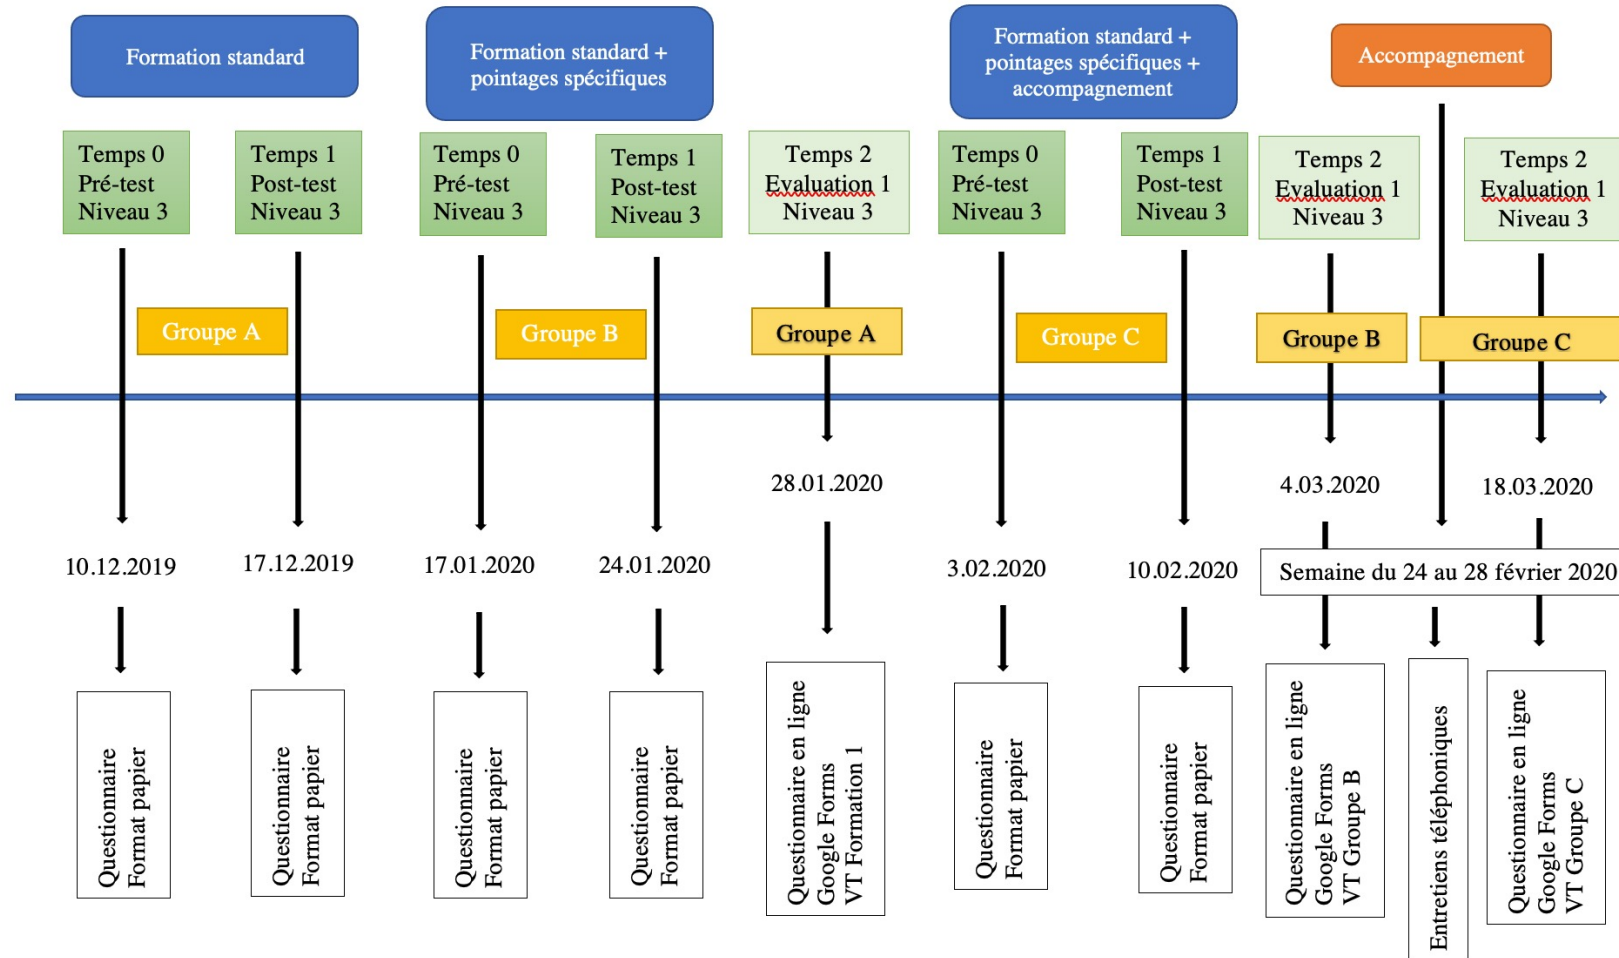 Formation standard
Formation standard +
pointages spécifiques
Formation standard +
pointages spécifiques +
accompagnement
Accompagnement
Temps 0
Pré-test
Niveau 3
Temps 1
Post-test
Niveau 3
Temps 0
Pré-test
Niveau 3
Temps 1
Post-test
Niveau 3
Temps 2
Evaluation 1
Niveau 3
Temps 0
Pré-test
Niveau 3
Temps 1
Post-test
Niveau 3
Temps 2
Evaluation 1
Niveau 3
Temps 2
Evaluation 1
Niveau 3
Groupe A
Groupe B
Groupe A
Groupe C
Groupe B
Groupe C
28.01.2020
4.03.2020
18.03.2020
10.12.2019
17.12.2019
17.01.2020
24.01.2020
3.02.2020
10.02.2020
Semaine du 24 au 28 février 2020
Questionnaire
Format papier
Questionnaire
Format papier
Questionnaire
Format papier
Questionnaire
Format papier
Questionnaire en ligne
Google Forms
VT Formation 1
Questionnaire
Format papier
Questionnaire
Format papier
Questionnaire en ligne
Google Forms
VT Groupe B
Entretiens téléphoniques
Questionnaire en ligne
Google Forms
VT Groupe C